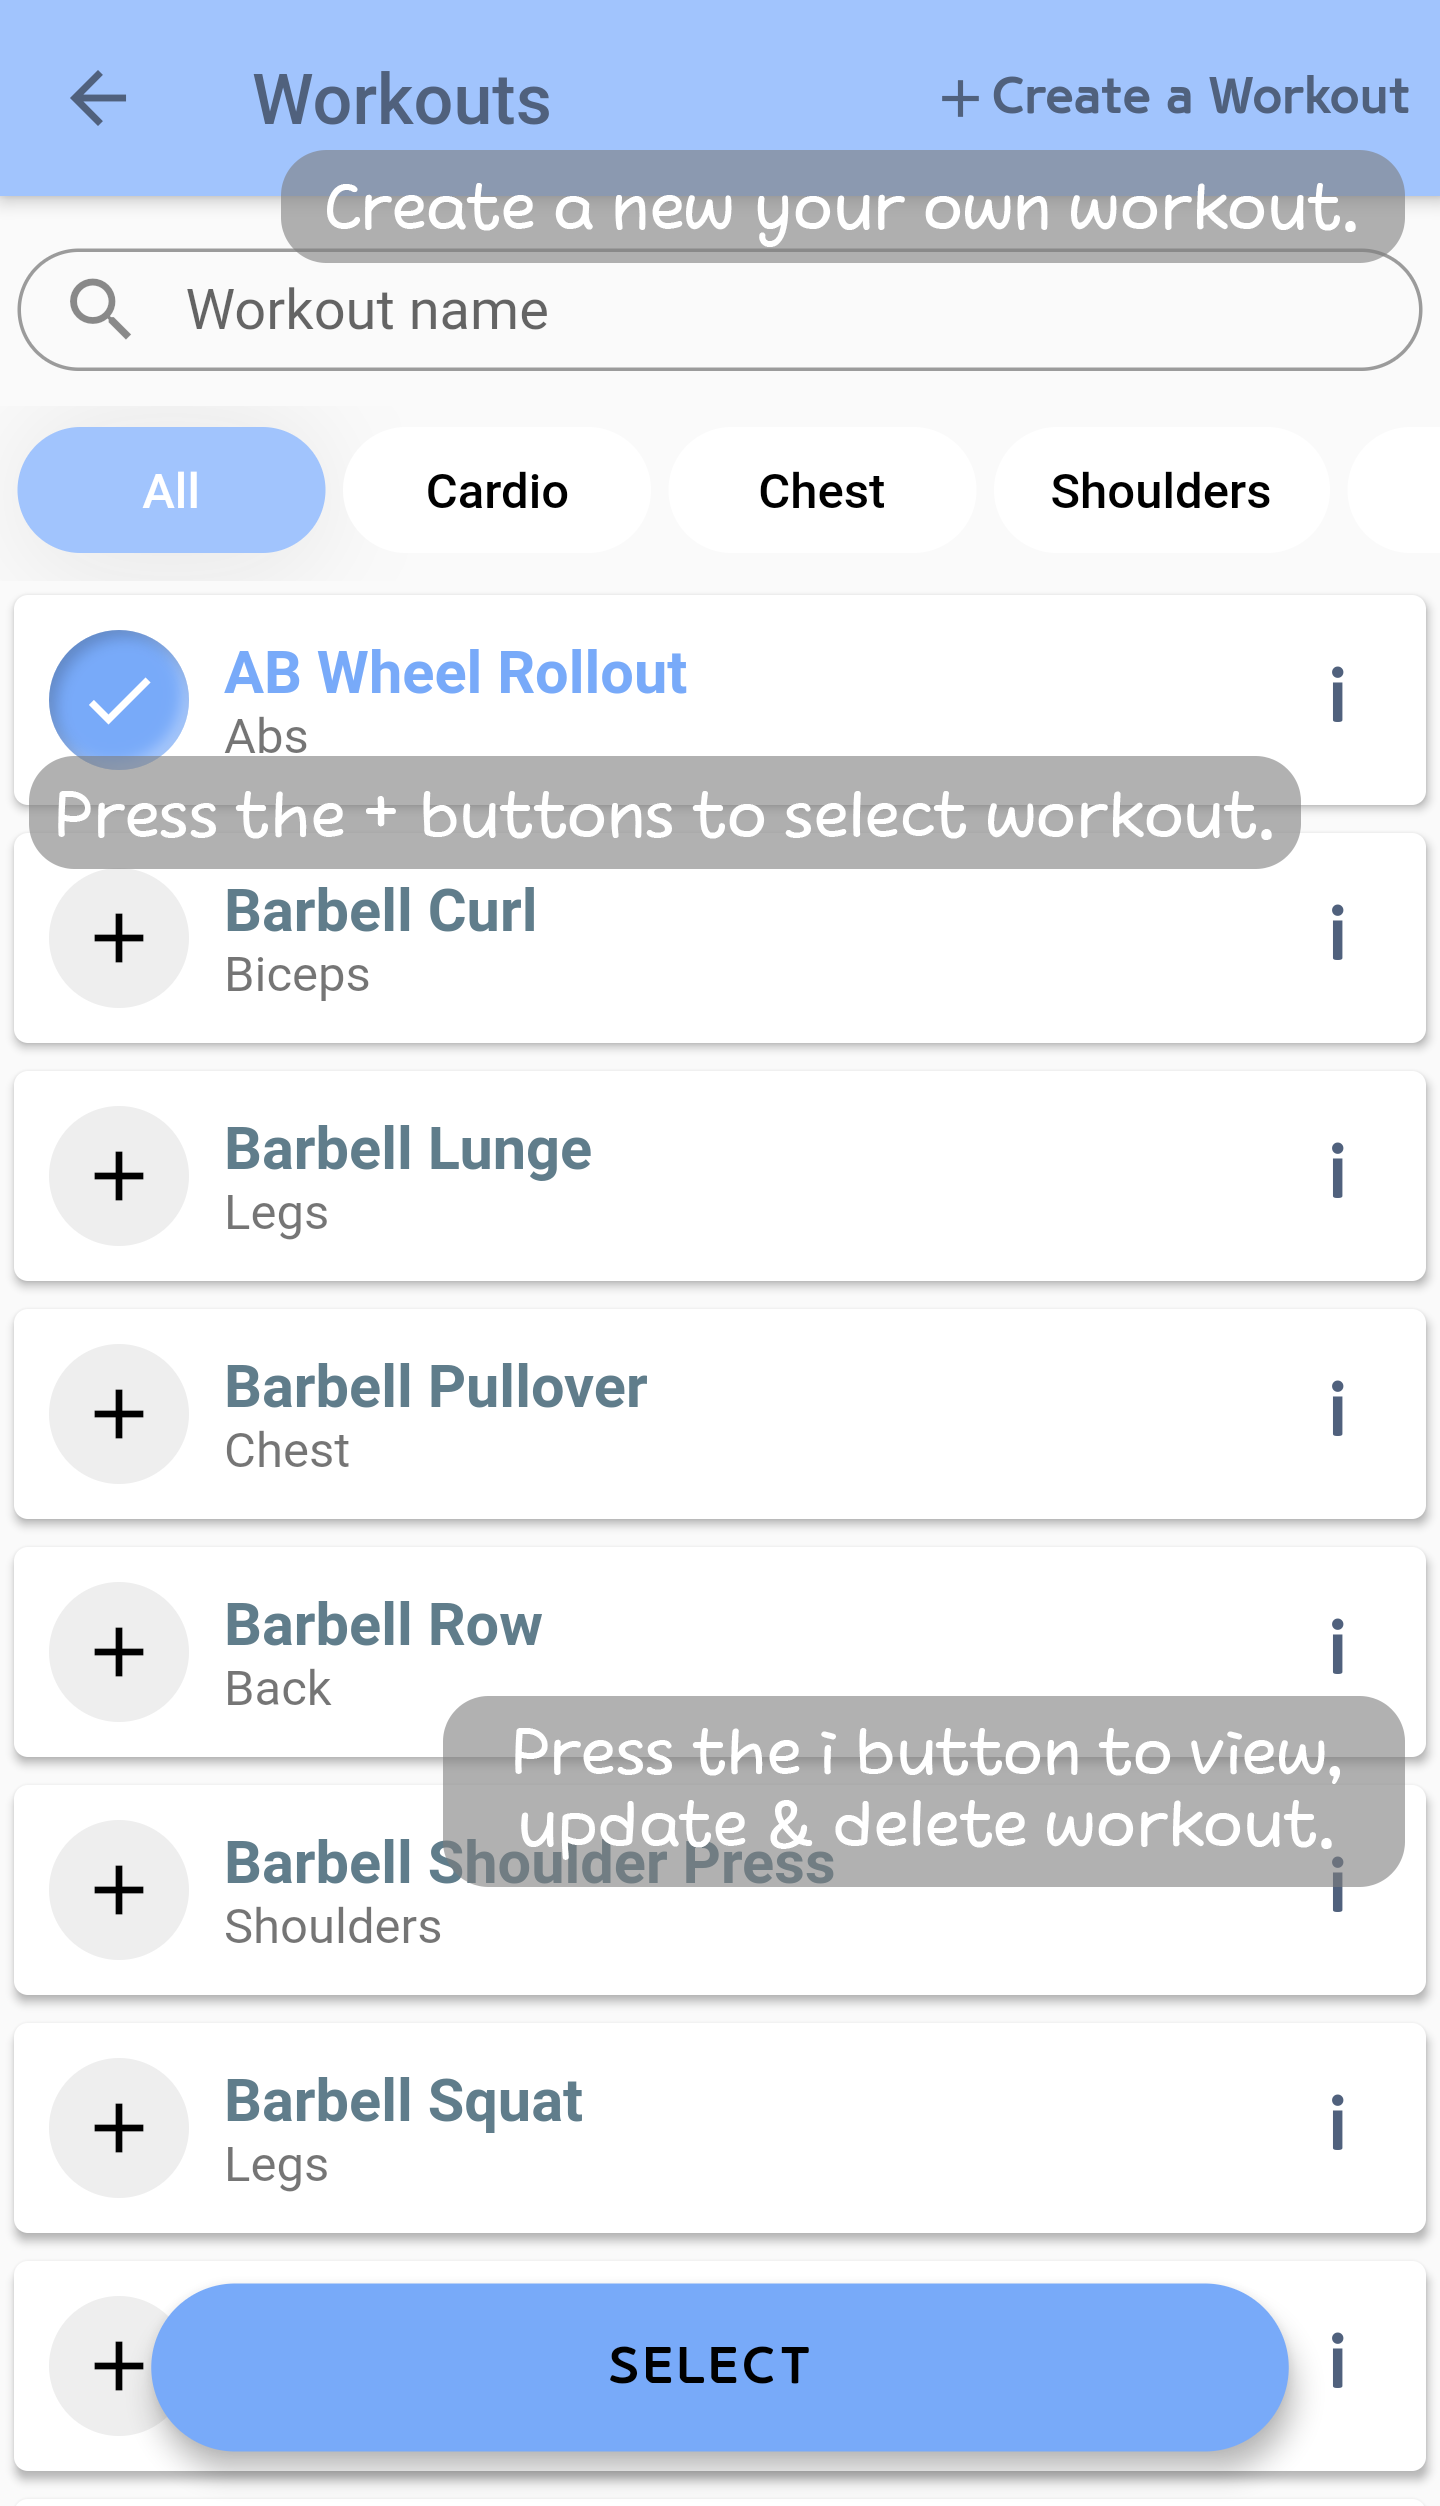 Workouts
+ Create a Workout
Create a new your own workout.
Workout name
All
Cardio
Chest
Shoulders
AB Wheel Rollout
Abs
Press the + buttons to select workout.
Barbell Curl
Biceps
Barbell Lunge
Legs
Barbell Pullover
Chest
Barbell Row
Back
Press the i button to view,
update & delete workout.
Barbell Shoulder Press
Shoulders
Barbell Squat
Legs
SELECT